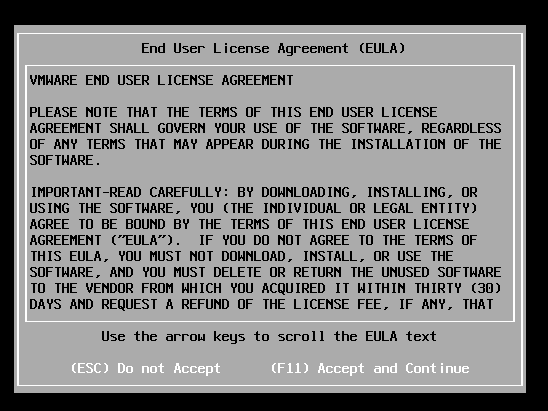 End User License Agreement (EULA)
VMWARE END USER LICENSE AGREEMENT
PLEASE NOTE THAT THE TERMS OF THIS END USER LICENSE
AGREEMENT SHALL GOVERN YOUR USE OF THE SOFTWARE, REGARDLESS
OF ANY TERMS THAT MAY APPEAR DURING THE INSTALLATION OF THE
SOFTWARE.
IMPORTANT-READ CAREFULLY: BY DOWNLOADING, INSTALLING, OR
USING THE SOFTWARE, YOU (THE INDIVIDUAL OR LEGAL ENTITY)
AGREE TO BE BOUND BY THE TERMS OF THIS END USER LICENSE
AGREEMENT ("EULA").  IF YOU DO NOT AGREE TO THE TERMS OF
THIS EULA, YOU MUST NOT DOWNLOAD, INSTALL, OR USE THE
SOFTWARE, AND YOU MUST DELETE OR RETURN THE UNUSED SOFTWARE
TO THE VENDOR FROM WHICH YOU ACQUIRED IT WITHIN THIRTY (30)
DAYS AND REQUEST A REFUND OF THE LICENSE FEE, IF ANY, THAT
Use the arrow keys to scroll the EULA text
(ESC) Do not Accept      (F11) Accept and Continue